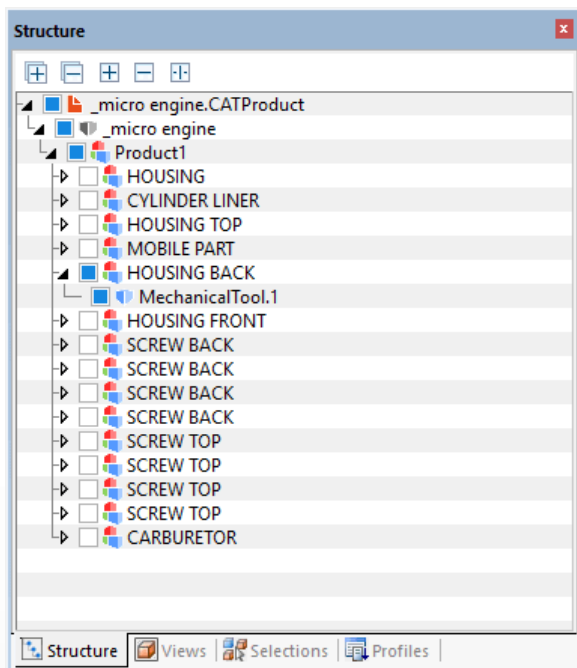 Structure
_micro engine.CATProduct
_micro engine
Product1
HOUSING
CYLINDER LINER
HOUSING TOP
MOBILE PART
HOUSING BACK
MechanicalTool.1
HOUSING FRONT
SCREW BACK
SCREW BACK
SCREW BACK
SCREW BACK
SCREW TOP
SCREW TOP
SCREW TOP
SCREW TOP
CARBURETOR
Structure Views Selections Profiles